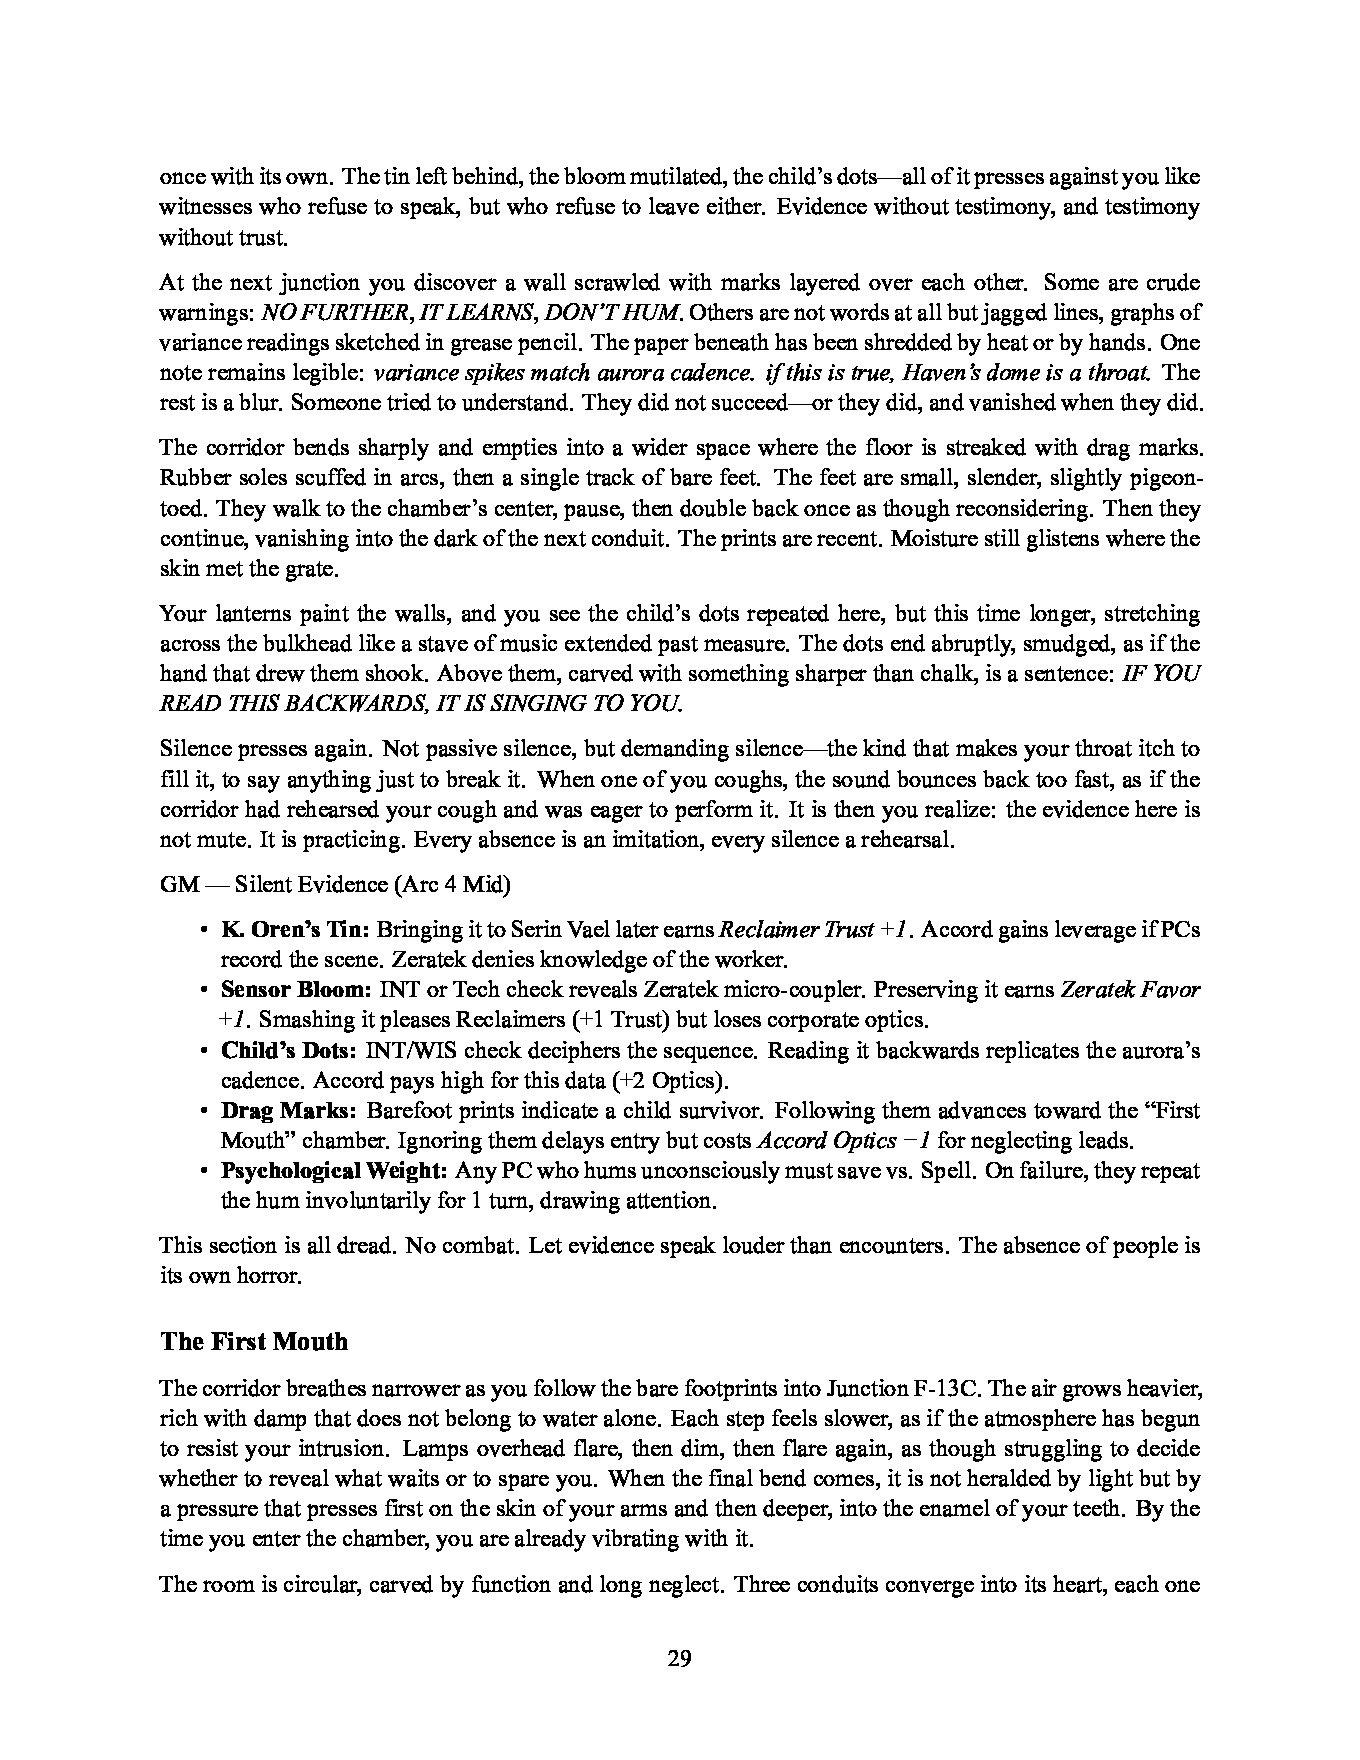 once with its own. The tin left behind, the bloom mutilated, the child’s dots—all of it presses against you like
witnesses who refuse to speak, but who refuse to leave either. Evidence without testimony, and testimony
without trust.
At the next junction you discover a wall scrawled with marks layered over each other. Some are crude
warnings: NO FURTHER, IT LEARNS, DON’T HUM. Others are not words at all but jagged lines, graphs of
variance readings sketched in grease pencil. The paper beneath has been shredded by heat or by hands. One
note remains legible: variance spikes match aurora cadence. if this is true, Haven’s dome is a throat. The
rest is a blur. Someone tried to understand. They did not succeed—or they did, and vanished when they did.
The corridor bends sharply and empties into a wider space where the floor is streaked with drag marks.
Rubber soles scuffed in arcs, then a single track of bare feet. The feet are small, slender, slightly pigeon-
toed. They walk to the chamber’s center, pause, then double back once as though reconsidering. Then they
continue, vanishing into the dark of the next conduit. The prints are recent. Moisture still glistens where the
skin met the grate.
Your lanterns paint the walls, and you see the child’s dots repeated here, but this time longer, stretching
across the bulkhead like a stave of music extended past measure. The dots end abruptly, smudged, as if the
hand that drew them shook. Above them, carved with something sharper than chalk, is a sentence: IF YOU
READ THIS BACKWARDS, IT IS SINGING TO YOU.
Silence presses again. Not passive silence, but demanding silence—the kind that makes your throat itch to
fill it, to say anything just to break it. When one of you coughs, the sound bounces back too fast, as if the
corridor had rehearsed your cough and was eager to perform it. It is then you realize: the evidence here is
not mute. It is practicing. Every absence is an imitation, every silence a rehearsal.
GM — Silent Evidence (Arc 4 Mid)
• K. Oren’s Tin: Bringing it to Serin Vael later earns Reclaimer Trust +1. Accord gains leverage if PCs
record the scene. Zeratek denies knowledge of the worker.
• Sensor Bloom: INT or Tech check reveals Zeratek micro-coupler. Preserving it earns Zeratek Favor
+1. Smashing it pleases Reclaimers (+1 Trust) but loses corporate optics.
• Child’s Dots: INT/WIS check deciphers the sequence. Reading it backwards replicates the aurora’s
cadence. Accord pays high for this data (+2 Optics).
• Drag Marks: Barefoot prints indicate a child survivor. Following them advances toward the “First
Mouth” chamber. Ignoring them delays entry but costs Accord Optics −1 for neglecting leads.
• Psychological Weight: Any PC who hums unconsciously must save vs. Spell. On failure, they repeat
the hum involuntarily for 1 turn, drawing attention.
This section is all dread. No combat. Let evidence speak louder than encounters. The absence of people is
its own horror.
The First Mouth
The corridor breathes narrower as you follow the bare footprints into Junction F-13C. The air grows heavier,
rich with damp that does not belong to water alone. Each step feels slower, as if the atmosphere has begun
to resist your intrusion. Lamps overhead flare, then dim, then flare again, as though struggling to decide
whether to reveal what waits or to spare you. When the final bend comes, it is not heralded by light but by
a pressure that presses first on the skin of your arms and then deeper, into the enamel of your teeth. By the
time you enter the chamber, you are already vibrating with it.
The room is circular, carved by function and long neglect. Three conduits converge into its heart, each one
29